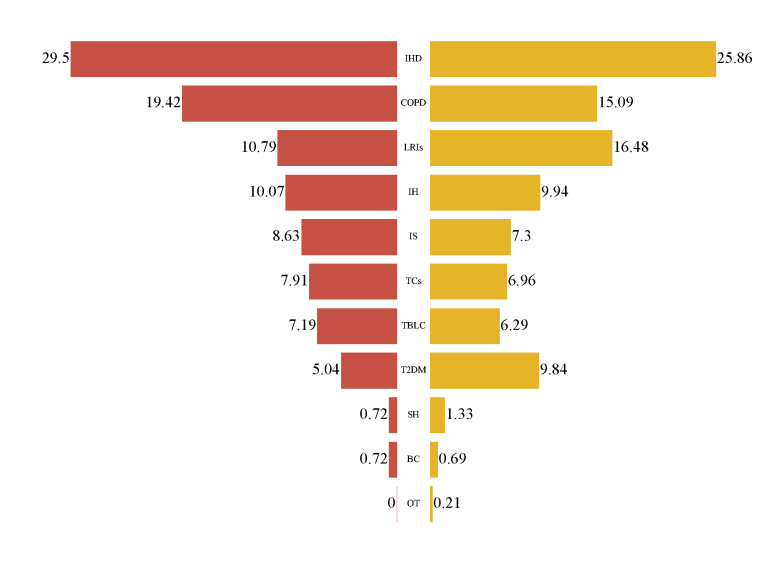 29.5 IHD 25.86
19.42 COPD 15.09
10.79 LRIs 16.48
10.07 IH 9.94
8.63 IS 7.3
7.91 TCs 6.96
7.19 TBLC 6.29
5.04 T2DM 9.84
0.72 SH 1.33
0.72 BC 0.69
0 OT 0.21